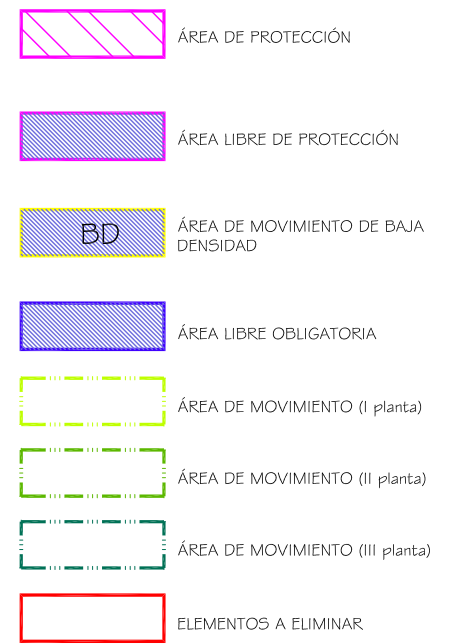 ÁREA DE PROTECCIÓN
ÁREA LIBRE DE PROTECCIÓN
BD
ÁREA DE MOVIMIENTO DE BAJA
DENSIDAD
ÁREA LIBRE OBLIGATORIA
ÁREA DE MOVIMIENTO (I planta)
ÁREA DE MOVIMIENTO (II planta)
ÁREA DE MOVIMIENTO (III planta)
ELEMENTOS A ELIMINAR